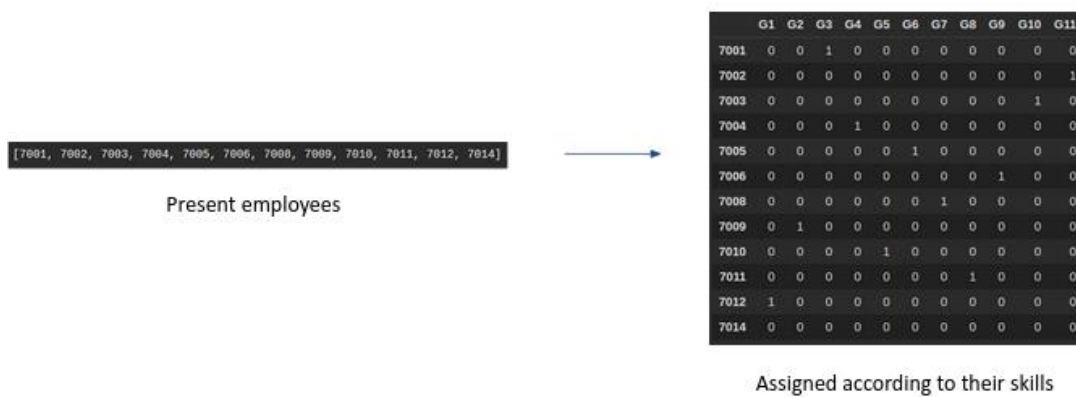 [7001, 7002, 7003, 7004, 7005, 7006, 7008, 7009, 7010, 7011, 7012, 7014]
Present employees
G1 G2 G3 G4 G5 G6 G7 G8 G9 G10 G11
7001 0 0 1 0 0 0 0 0 0 0 0
7002 0 0 0 0 0 0 0 0 0 0 1
7003 0 0 0 0 0 0 0 0 0 1 0
7004 0 0 0 1 0 0 0 0 0 0 0
7005 0 0 0 0 0 1 0 0 0 0 0
7006 0 0 0 0 0 0 0 0 1 0 0
7008 0 0 0 0 0 0 1 0 0 0 0
7009 0 1 0 0 0 0 0 0 0 0 0
7010 0 0 0 0 1 0 0 0 0 0 0
7011 0 0 0 0 0 0 0 1 0 0 0
7012 1 0 0 0 0 0 0 0 0 0 0
7014 0 0 0 0 0 0 0 0 0 0 0
Assigned according to their skills